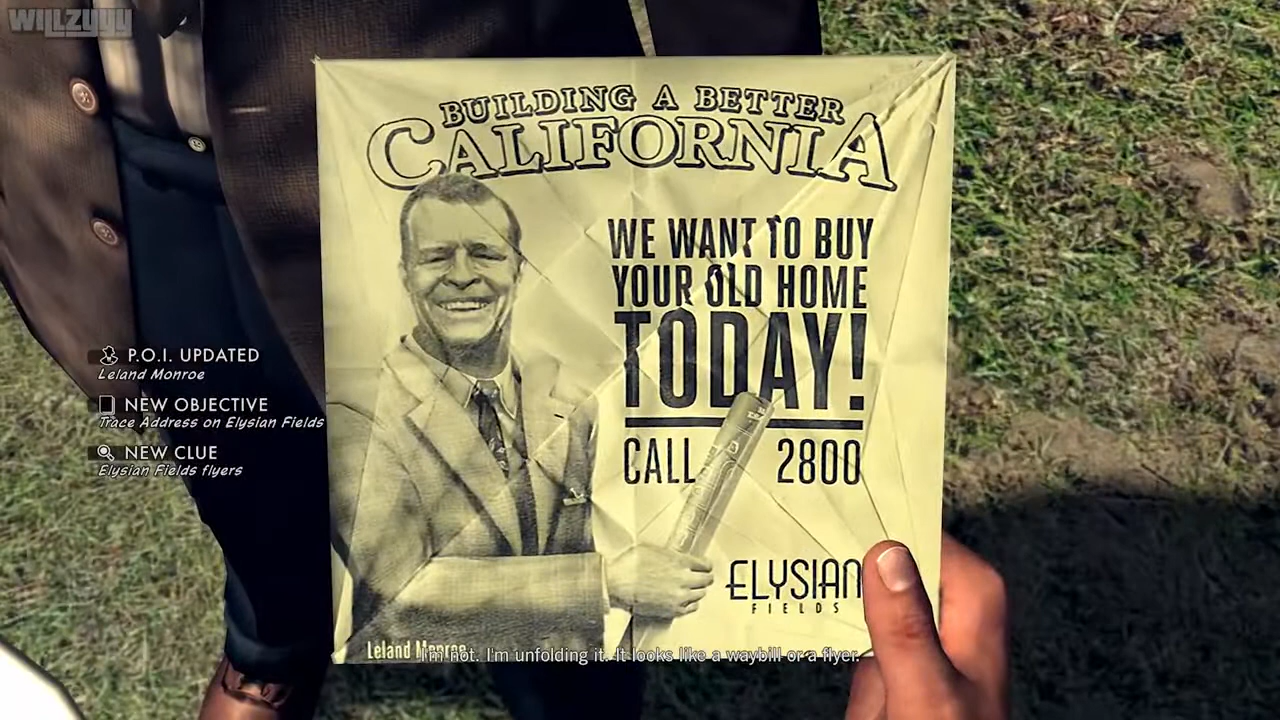 WILLZYYY
BUILDING A BETTER
CALIFORNIA
WE WANT TO BUY
YOUR OLD HOME
TODAY!
CALL 2800
ELYSIAN
FIELDS
Leland Monroe
P.O.I. UPDATED
Leland Monroe
NEW OBJECTIVE
Trace Address on Elysian Fields
NEW CLUE
Elysian Fields flyers
I'm not. I'm unfolding it. It looks like a waybill or a flyer.